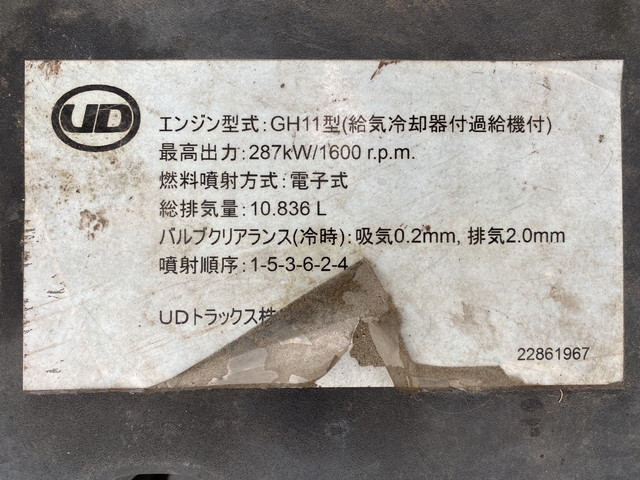 UD
エンジン型式:GH11型(給気冷却器付過給機付)
最高出力:287kW/1600 r.p.m.
燃料噴射方式:電子式
総排気量:10.836 L
バルブクリアランス(冷時):吸気0.2mm, 排気2.0mm
噴射順序:1-5-3-6-2-4
UDトラックス株
22861967